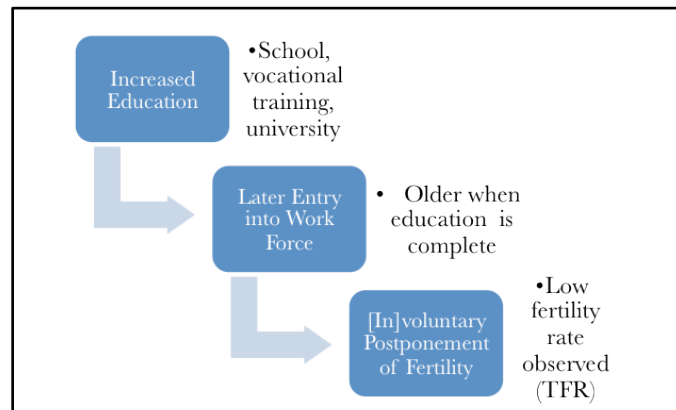 Increased
Education
•School,
vocational
training,
university
Later Entry
into Work
Force
• Older when
education is
complete
[In]voluntary
Postponement
of Fertility
•Low
fertility
rate
observed
(TFR)